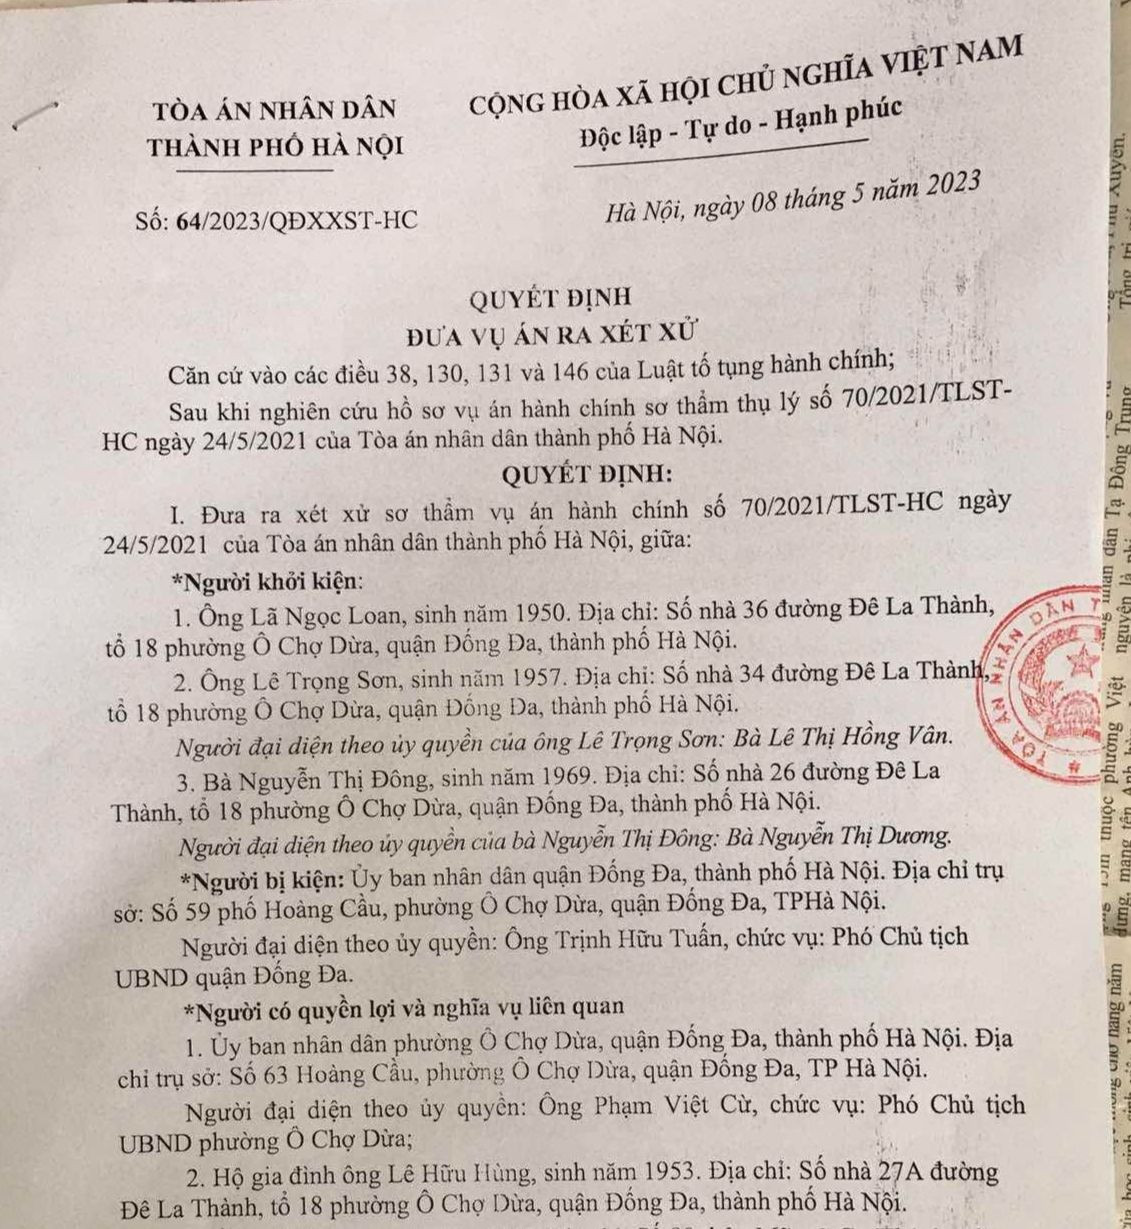 TÒA ÁN NHÂN DÂN
THÀNH PHỐ HÀ NỘI
Số: 64/2023/QĐXXST-HC
CỘNG HÒA XÃ HỘI CHỦ NGHĨA VIỆT NAM
Độc lập - Tự do - Hạnh phúc
Hà Nội, ngày 08 tháng 5 năm 2023
QUYẾT ĐỊNH
ĐƯA VỤ ÁN RA XÉT XỬ
Căn cứ vào các điều 38, 130, 131 và 146 của Luật tố tụng hành chính;
Sau khi nghiên cứu hồ sơ vụ án hành chính sơ thẩm thụ lý số 70/2021/TLST-
HC ngày 24/5/2021 của Tòa án nhân dân thành phố Hà Nội.
QUYẾT ĐỊNH:
I. Đưa ra xét xử sơ thẩm vụ án hành chính số 70/2021/TLST-HC ngày
24/5/2021 của Tòa án nhân dân thành phố Hà Nội, giữa:
*Người khởi kiện:
1. Ông Lã Ngọc Loan, sinh năm 1950. Địa chỉ: Số nhà 36 đường Đê La Thành,
tổ 18 phường Ô Chợ Dừa, quận Đống Đa, thành phố Hà Nội.
2. Ông Lê Trọng Sơn, sinh năm 1957. Địa chỉ: Số nhà 34 đường Đê La Thành,
tổ 18 phường Ô Chợ Dừa, quận Đống Đa, thành phố Hà Nội.
Người đại diện theo ủy quyền của ông Lê Trọng Sơn: Bà Lê Thị Hồng Vân.
3. Bà Nguyễn Thị Đông, sinh năm 1969. Địa chỉ: Số nhà 26 đường Đê La
Thành, tổ 18 phường Ô Chợ Dừa, quận Đống Đa, thành phố Hà Nội.
Người đại diện theo ủy quyền của bà Nguyễn Thị Đông: Bà Nguyễn Thị Dương.
*Người bị kiện: Ủy ban nhân dân quận Đống Đa, thành phố Hà Nội. Địa chỉ trụ
sở: Số 59 phố Hoàng Cầu, phường Ô Chợ Dừa, quận Đống Đa, TPHà Nội.
Người đại diện theo ủy quyền: Ông Trịnh Hữu Tuấn, chức vụ: Phó Chủ tịch
UBND quận Đống Đa.
*Người có quyền lợi và nghĩa vụ liên quan
1. Ủy ban nhân dân phường Ô Chợ Dừa, quận Đống Đa, thành phố Hà Nội. Địa
chỉ trụ sở: Số 63 Hoàng Cầu, phường Ô Chợ Dừa, quận Đống Đa, TP Hà Nội.
Người đại diện theo ủy quyền: Ông Phạm Việt Cừ, chức vụ: Phó Chủ tịch
UBND phường Ô Chợ Dừa;
2. Hộ gia đình ông Lê Hữu Hùng, sinh năm 1953. Địa chỉ: Số nhà 27A đường
Đê La Thành, tổ 18 phường Ô Chợ Dừa, quận Đống Đa, thành phố Hà Nội.
TÒA ÁN NHÂN DÂN T